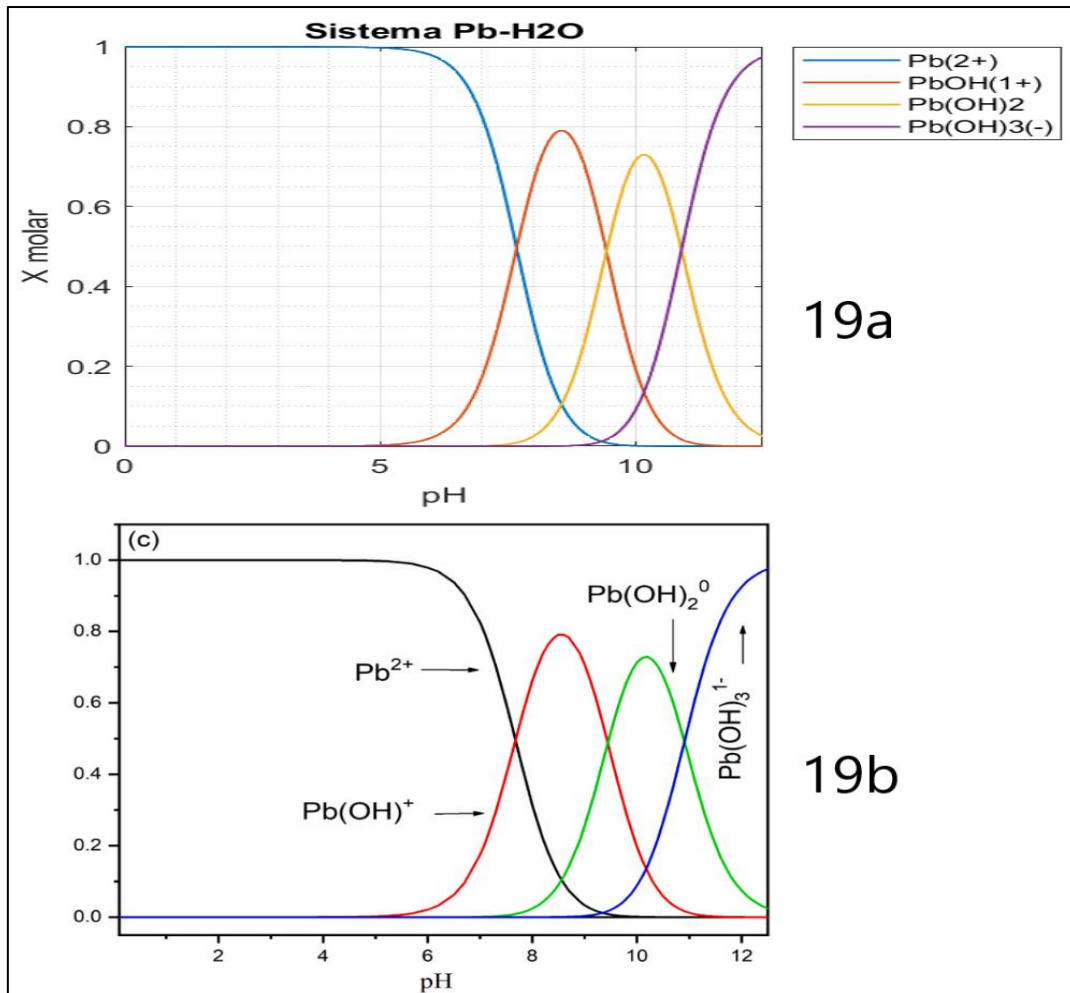 Sistema Pb-H2O
Pb(2+)
PbOH(1+)
Pb(OH)2
Pb(OH)3(-)
1
0.8
0.6
0.4
0.2
0
X molar
0
5
10
pH
19a
(c)
1.0
0.8
0.6
0.4
0.2
0.0
Pb(OH)₂⁰
Pb²⁺
Pb(OH)₃¹⁻
Pb(OH)⁺
2
4
6
8
10
12
pH
19b